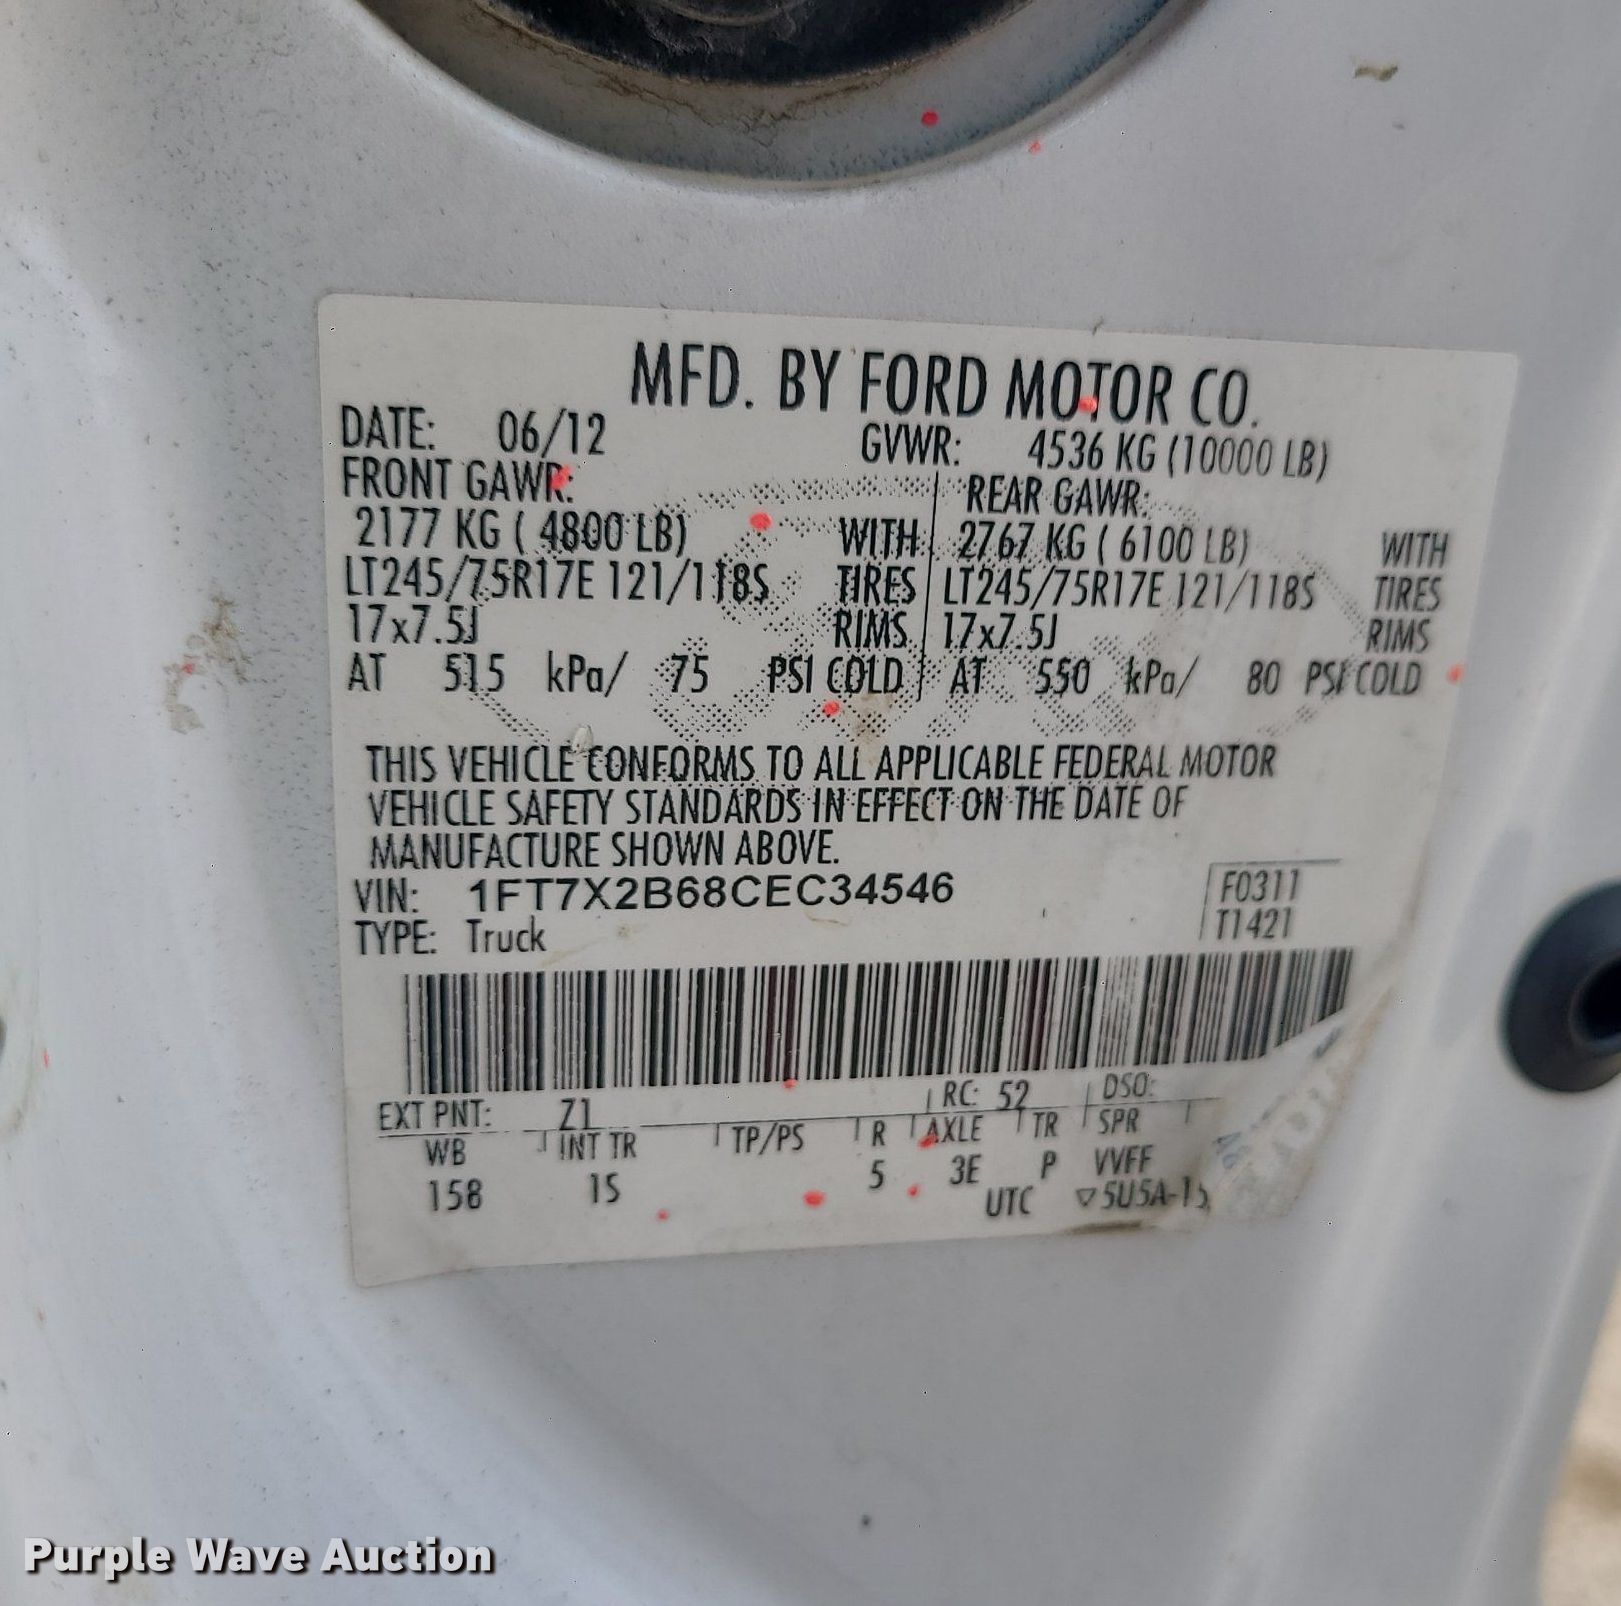 MFD. BY FORD MOTOR CO.
DATE: 06/12 GVWR: 4536 KG (10000 LB)
FRONT GAWR: REAR GAWR:
2177 KG ( 4800 LB) WITH 2767 KG ( 6100 LB) WITH
LT245/75R17E 121/118S TIRES LT245/75R17E 121/118S TIRES
17x7.5J RIMS 17x7.5J RIMS
AT 515 kPa/ 75 PSI COLD AT 550 kPa/ 80 PSI COLD
THIS VEHICLE CONFORMS TO ALL APPLICABLE FEDERAL MOTOR
VEHICLE SAFETY STANDARDS IN EFFECT ON THE DATE OF
MANUFACTURE SHOWN ABOVE.
VIN: 1FT7X2B68CEC34546 F0311
TYPE: Truck T1421
EXT PNT: Z1 RC: 52 DSO:
WB INT TR TP/PS R AXLE TR SPR
158 1S 5 3E P VVFF
UTC ▽5U5A-15
Purple Wave Auction